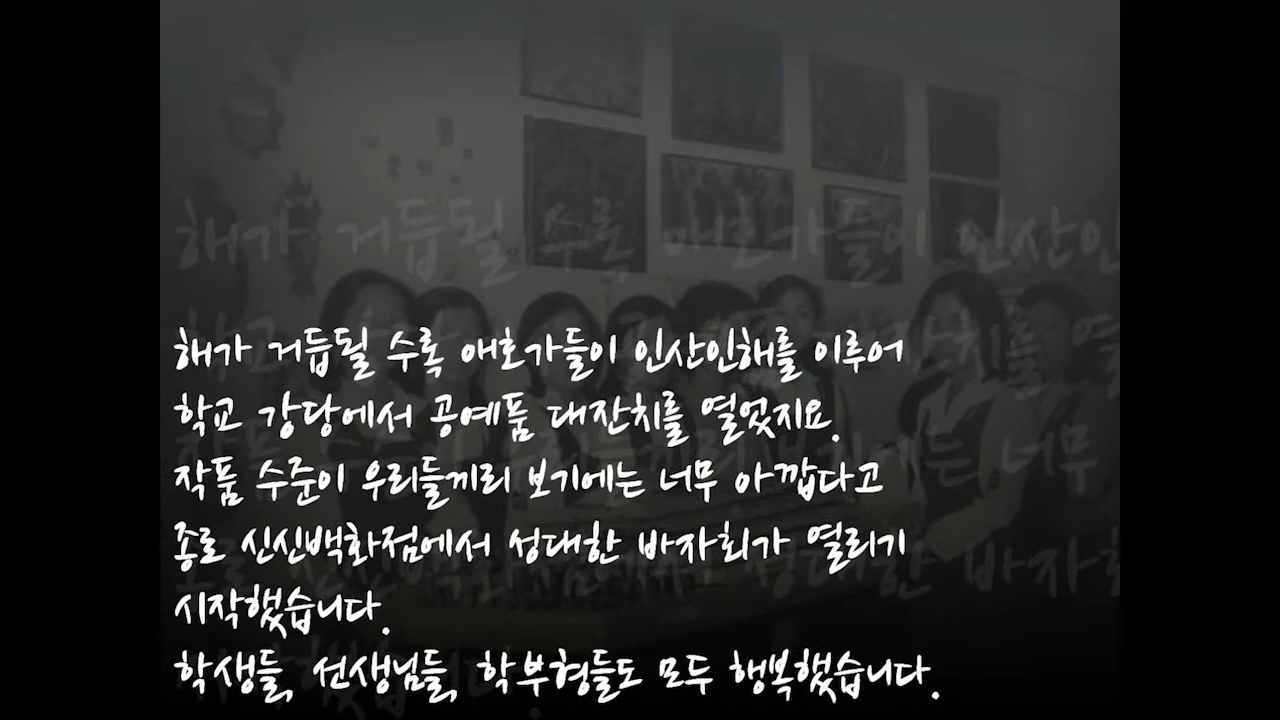 해가 거듭될 수록 애호가들이 인산인해를 이루어
학교 강당에서 공예품 대잔치를 열었지요.
작품 수준이 우리들끼리 보기에는 너무 아깝다고
종로 신신백화점에서 성대한 바자회가 열리기
시작했습니다.
학생들, 선생님들, 학부형들도 모두 행복했습니다.